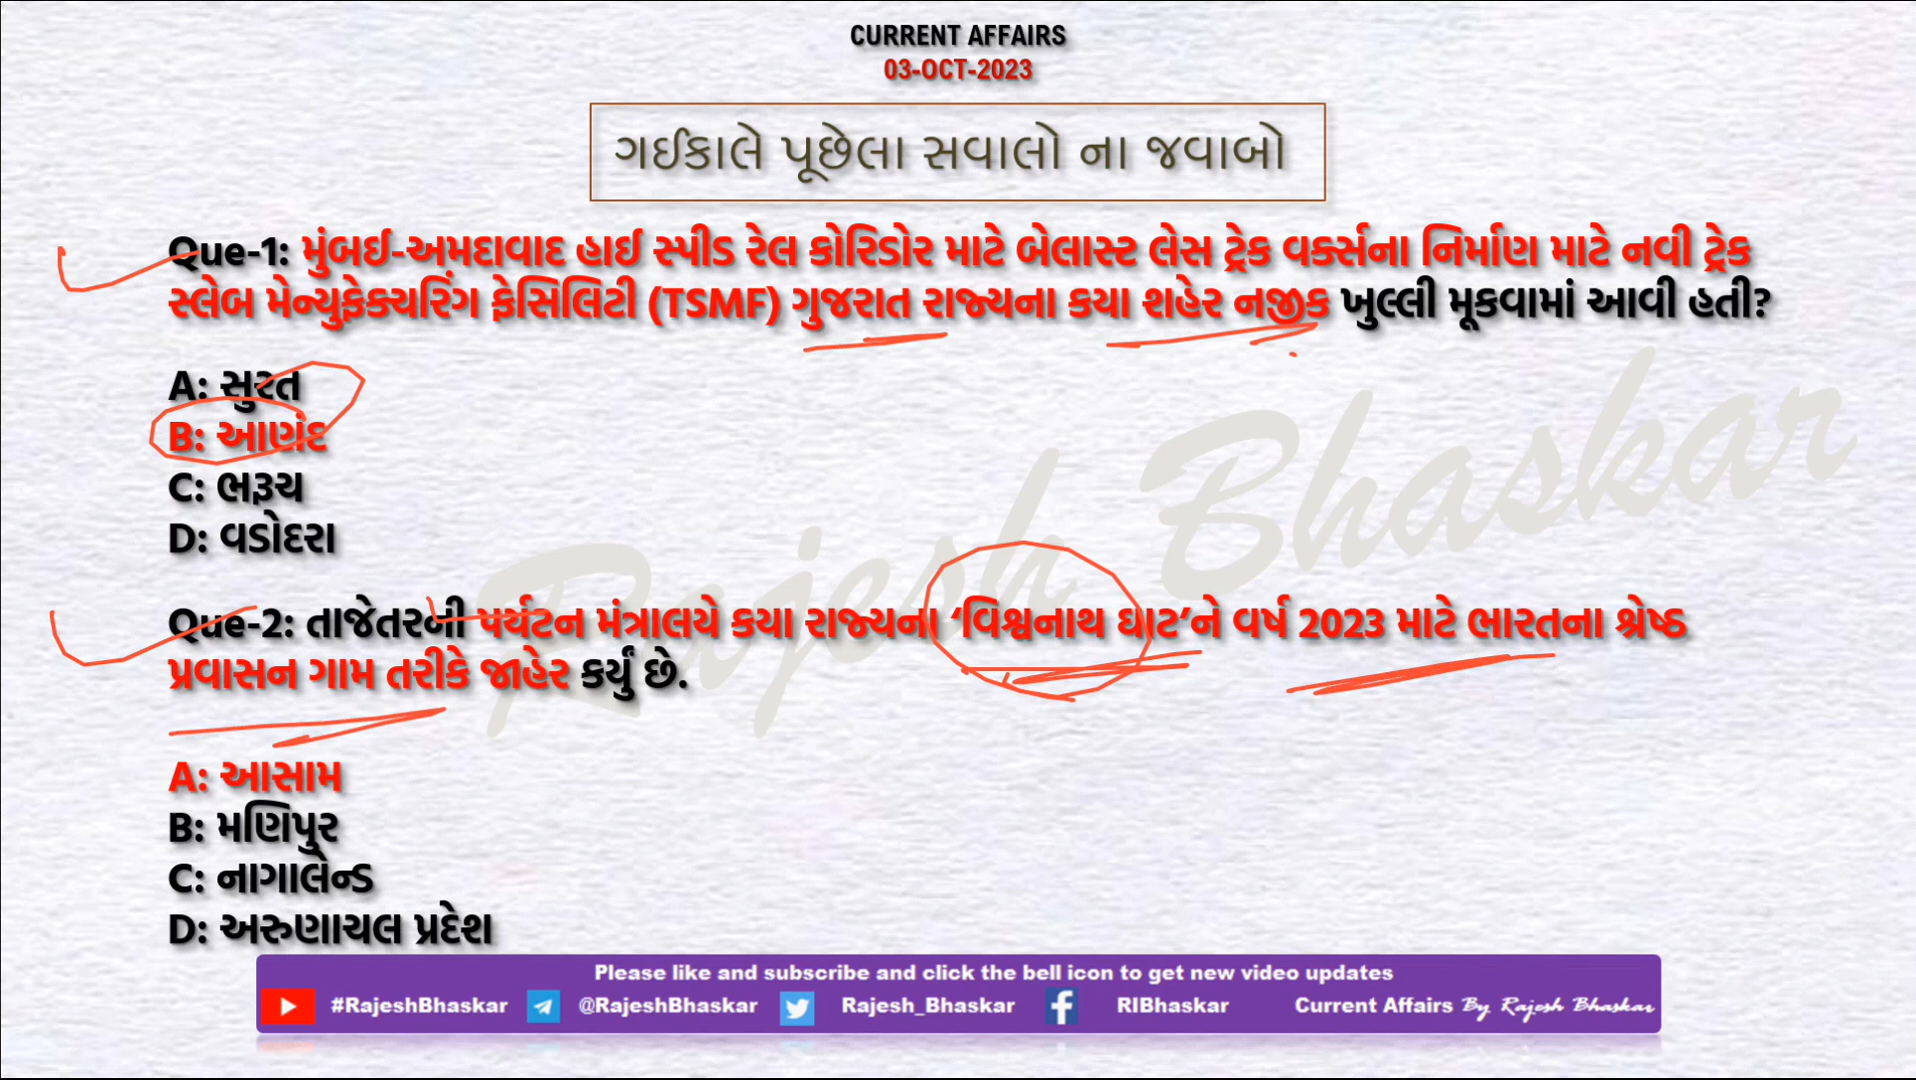 CURRENT AFFAIRS
03-OCT-2023
ગઈકાલે પૂછેલા સવાલો ના જવાબો
Que-1: મુંબઈ-અમદાવાદ હાઈ સ્પીડ રેલ કોરિડોર માટે બેલાસ્ટ લેસ ટ્રેક વર્ક્સના નિર્માણ માટે નવી ટ્રેક
સ્લેબ મેન્યુફેક્ચરિંગ ફેસિલિટી (TSMF) ગુજરાત રાજ્યના કયા શહેર નજીક ખુલ્લી મૂકવામાં આવી હતી?
A: સુરત
B: આણંદ
C: ભરૂચ
D: વડોદરા
Que-2: તાજેતરમાં પર્યટન મંત્રાલયે કયા રાજ્યના ‘વિશ્વનાથ ઘાટ’ને વર્ષ 2023 માટે ભારતના શ્રેષ્ઠ
પ્રવાસન ગામ તરીકે જાહેર કર્યું છે.
A: આસામ
B: મણિપુર
C: નાગાલેન્ડ
D: અરુણાચલ પ્રદેશ
Rajesh Bhaskar
Please like and subscribe and click the bell icon to get new video updates
#RajeshBhaskar @RajeshBhaskar Rajesh_Bhaskar RIBhaskar Current Affairs By Rajesh Bhaskar